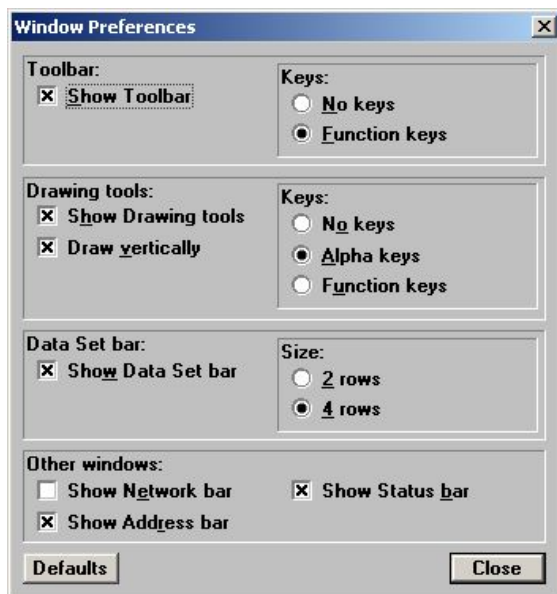 Window Preferences
Toolbar:
Show Toolbar
Keys:
No keys
Function keys
Drawing tools:
Show Drawing tools
Draw vertically
Keys:
No keys
Alpha keys
Function keys
Data Set bar:
Show Data Set bar
Size:
2 rows
4 rows
Other windows:
Show Network bar
Show Status bar
Show Address bar
Defaults
Close